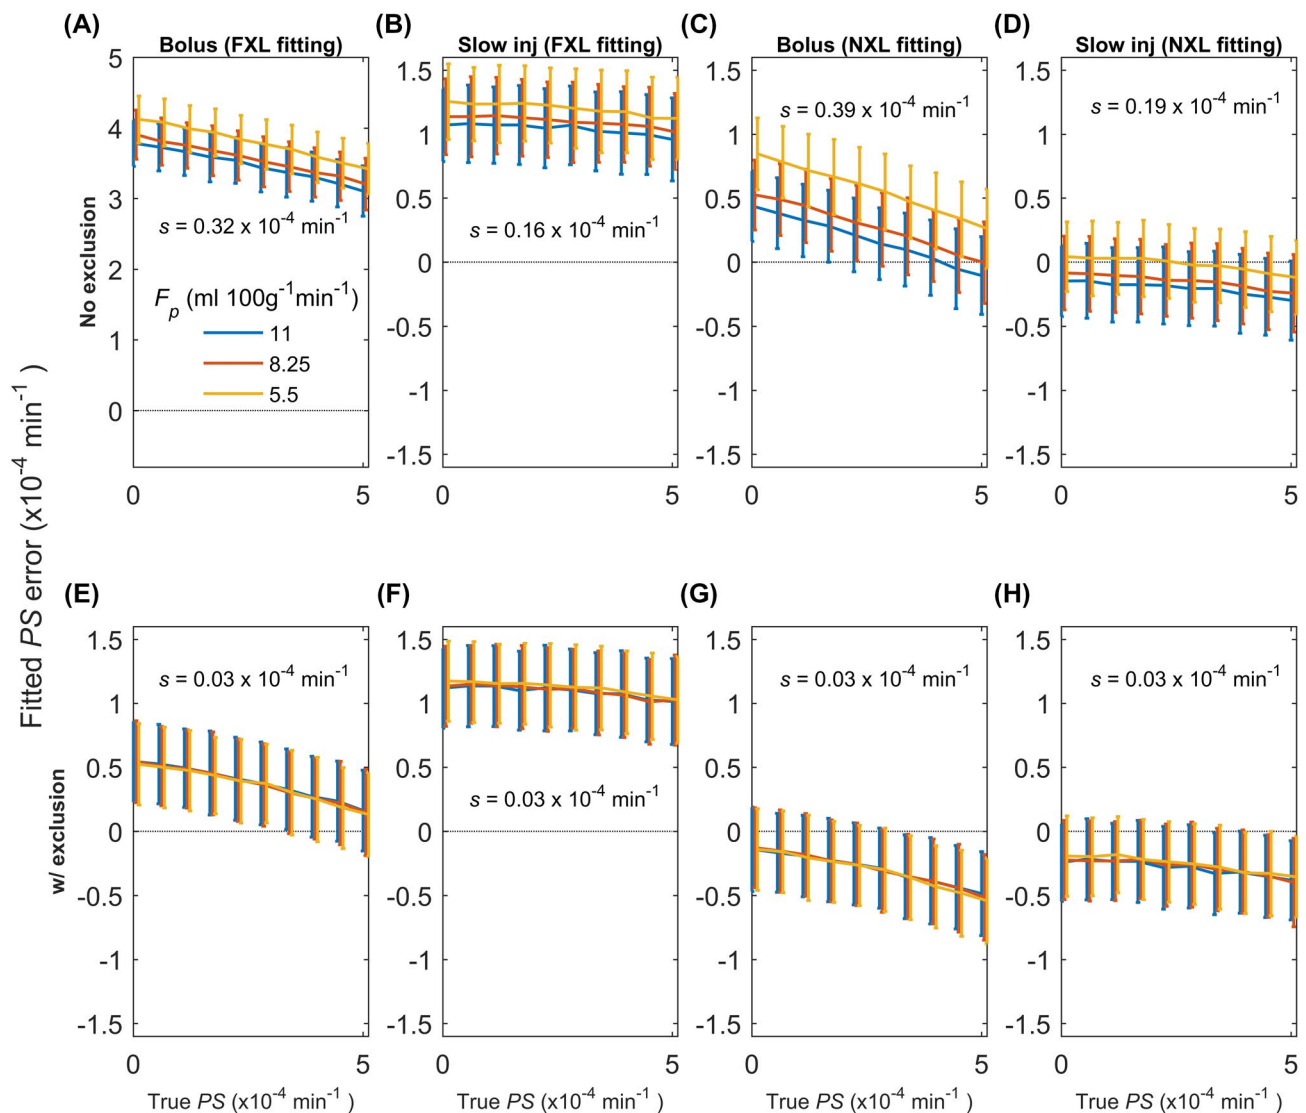 (A)
Bolus (FXL fitting)
(B)
Slow inj (FXL fitting)
(C)
Bolus (NXL fitting)
(D)
Slow inj (NXL fitting)
Fitted PS error (x10⁻⁴ min⁻¹ )
No exclusion
5
4
3
2
1
0
s = 0.32 x 10⁻⁴ min⁻¹
Fₚ (ml 100g⁻¹min⁻¹)
11
8.25
5.5
0
5
1.5
1
0.5
0
-0.5
-1
-1.5
s = 0.16 x 10⁻⁴ min⁻¹
0
5
1.5
1
0.5
0
-0.5
-1
-1.5
s = 0.39 x 10⁻⁴ min⁻¹
0
5
1.5
1
0.5
0
-0.5
-1
-1.5
s = 0.19 x 10⁻⁴ min⁻¹
0
5
w/ exclusion
(E)
1.5
1
0.5
0
-0.5
-1
-1.5
s = 0.03 x 10⁻⁴ min⁻¹
0
5
True PS (x10⁻⁴ min⁻¹ )
(F)
1.5
1
0.5
0
-0.5
-1
-1.5
s = 0.03 x 10⁻⁴ min⁻¹
0
5
True PS (x10⁻⁴ min⁻¹ )
(G)
1.5
1
0.5
0
-0.5
-1
-1.5
s = 0.03 x 10⁻⁴ min⁻¹
0
5
True PS (x10⁻⁴ min⁻¹ )
(H)
1.5
1
0.5
0
-0.5
-1
-1.5
s = 0.03 x 10⁻⁴ min⁻¹
0
5
True PS (x10⁻⁴ min⁻¹ )